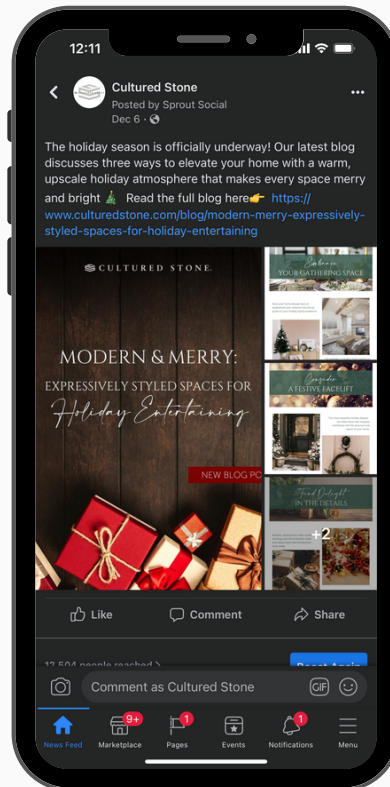 12:11
Cultured Stone
Posted by Sprout Social
Dec 6 ·
The holiday season is officially underway! Our latest blog
discusses three ways to elevate your home with a warm,
upscale holiday atmosphere that makes every space merry
and bright 🎄 Read the full blog here👉 https://
www.culturedstone.com/blog/modern-merry-expressively-
styled-spaces-for-holiday-entertaining
CULTURED STONE.
MODERN & MERRY:
EXPRESSIVELY STYLED SPACES FOR
Holiday Entertaining
NEW BLOG PO
Enhance
YOUR GATHERING SPACE
Consider
A FESTIVE FACELIFT
Find Delight
IN THE DETAILS
+2
Like
Comment
Share
12,504 people reached >
Boost Again
Comment as Cultured Stone
GIF
9+
1
1
News Feed
Marketplace
Pages
Events
Notifications
Menu